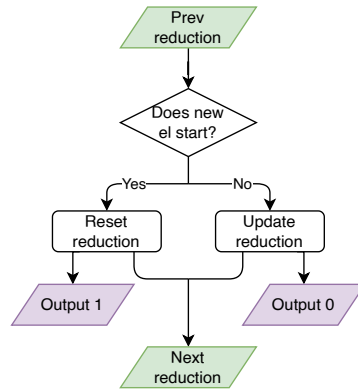 Prev
reduction
Does new
el start?
Yes
No
Reset
reduction
Update
reduction
Output 1
Output 0
Next
reduction